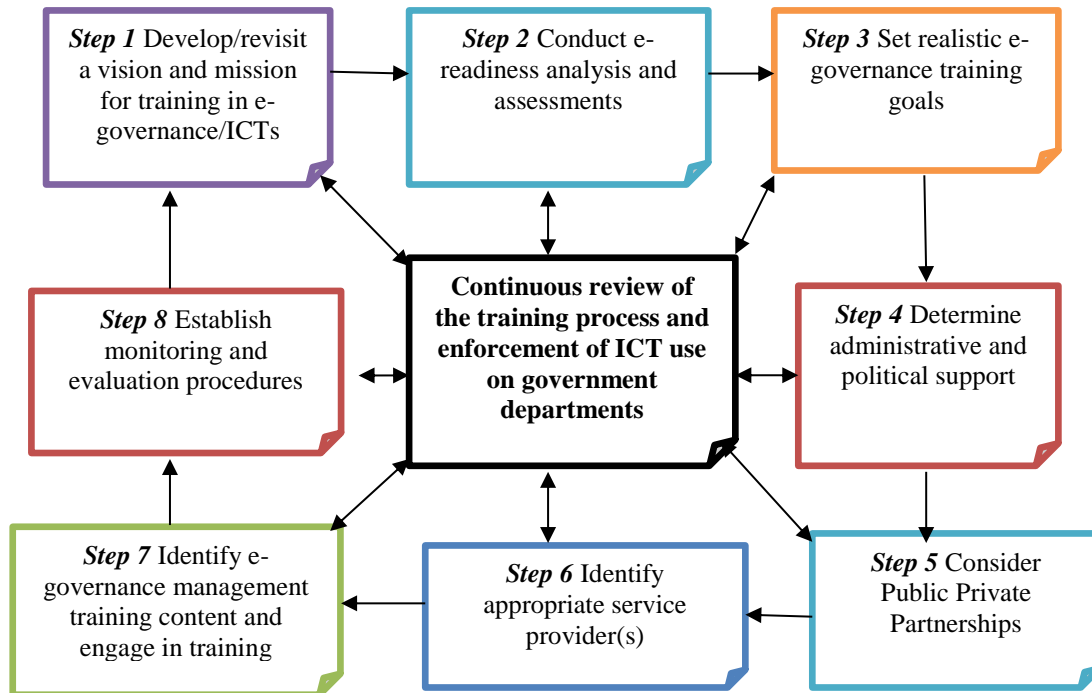 Step 1 Develop/revisit
a vision and mission
for training in e-
governance/ICTs
Step 2 Conduct e-
readiness analysis and
assessments
Step 3 Set realistic e-
governance training
goals
Continuous review of
the training process and
enforcement of ICT use
on government
departments
Step 4 Determine
administrative and
political support
Step 8 Establish
monitoring and
evaluation procedures
Step 7 Identify e-
governance management
training content and
engage in training
Step 6 Identify
appropriate service
provider(s)
Step 5 Consider
Public Private
Partnerships